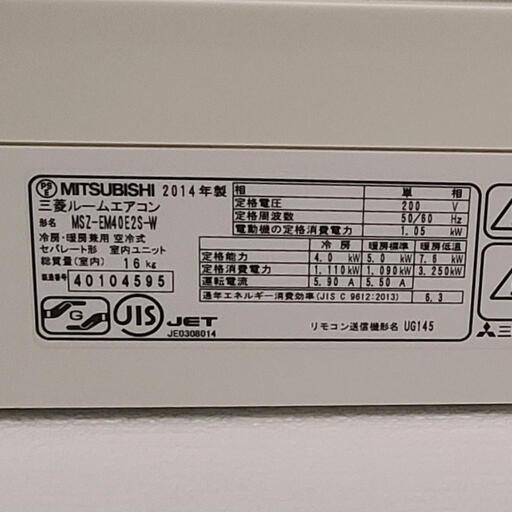 PS E MITSUBISHI 2014年製
三菱ルームエアコン
形名 MSZ-EM40E2S-W
冷房・暖房兼用 空冷式
セパレート形 室内ユニット
総質量(室内) 16kg
製造番号 40104595
相 単 相
定格電圧 200 V
定格周波数 50/60 Hz
電動機の定格消費電力 1.05 kW
冷 房 暖房標準 暖房低温
定格能力 4.0 kW 5.0 kW 7.6 kW
定格消費電力 1.110kW 1.090kW 3.250kW
運転電流 5.90 A 5.50 A
通年エネルギー消費効率(JIS C 9612:2013) 6.3
G JIS JET
JE0308014
リモコン送信機形名 UG145
三